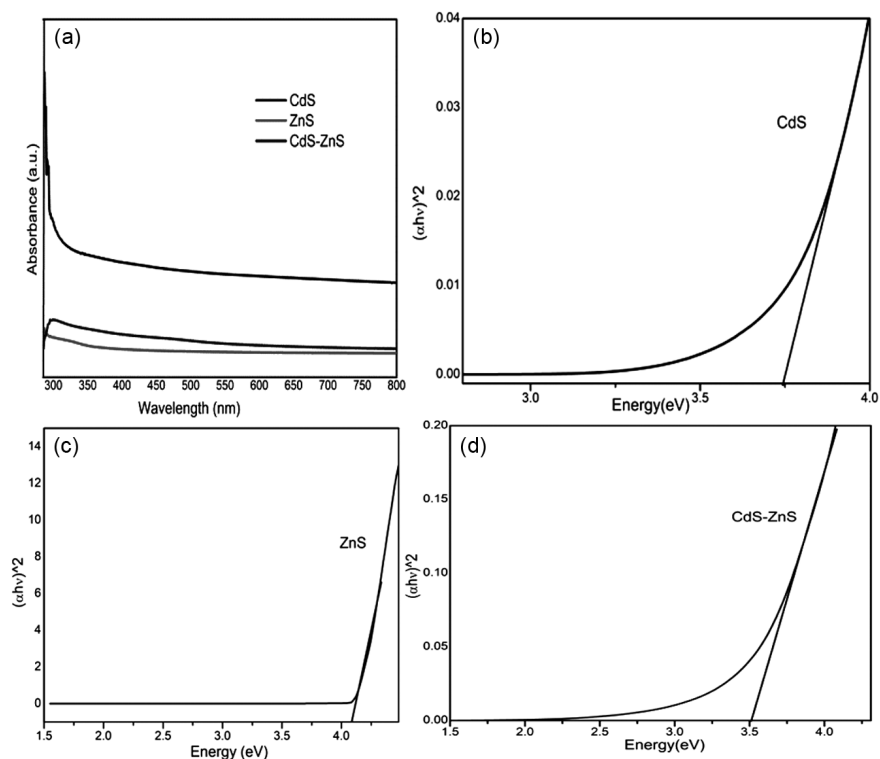 (a)
CdS
ZnS
CdS-ZnS
Absorbance (a.u.)
300 350 400 450 500 550 600 650 700 750 800
Wavelength (nm)
(b)
0.04
0.03
0.02
0.01
0.00
(αhν)^2
CdS
3.0 3.5 4.0
Energy(eV)
(c)
14
12
10
8
6
4
2
0
(αhν)^2
ZnS
1.5 2.0 2.5 3.0 3.5 4.0
Energy (eV)
(d)
0.20
0.15
0.10
0.05
0.00
(αhν)^2
CdS-ZnS
1.5 2.0 2.5 3.0 3.5 4.0
Energy(eV)